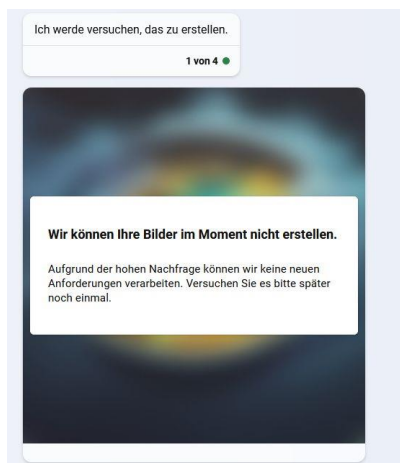 Ich werde versuchen, das zu erstellen.
1 von 4
Wir können Ihre Bilder im Moment nicht erstellen.
Aufgrund der hohen Nachfrage können wir keine neuen
Anforderungen verarbeiten. Versuchen Sie es bitte später
noch einmal.